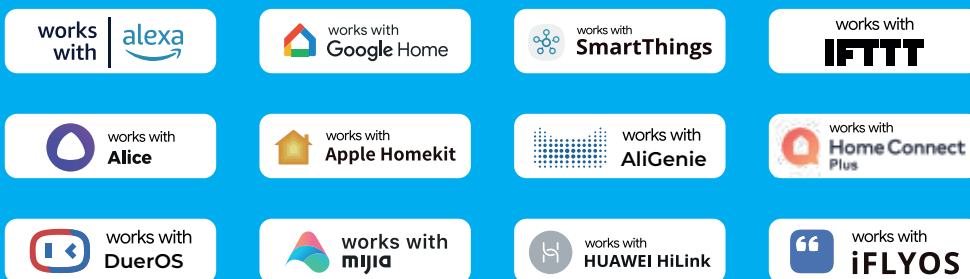 works with alexa
works with
Google Home
works with
SmartThings
works with
IFTTT
works with
Alice
works with
Apple Homekit
works with
AliGenie
works with
Home Connect
Plus
works with
DuerOS
works with
mijia
works with
HUAWEI HiLink
works with
iFLYOS